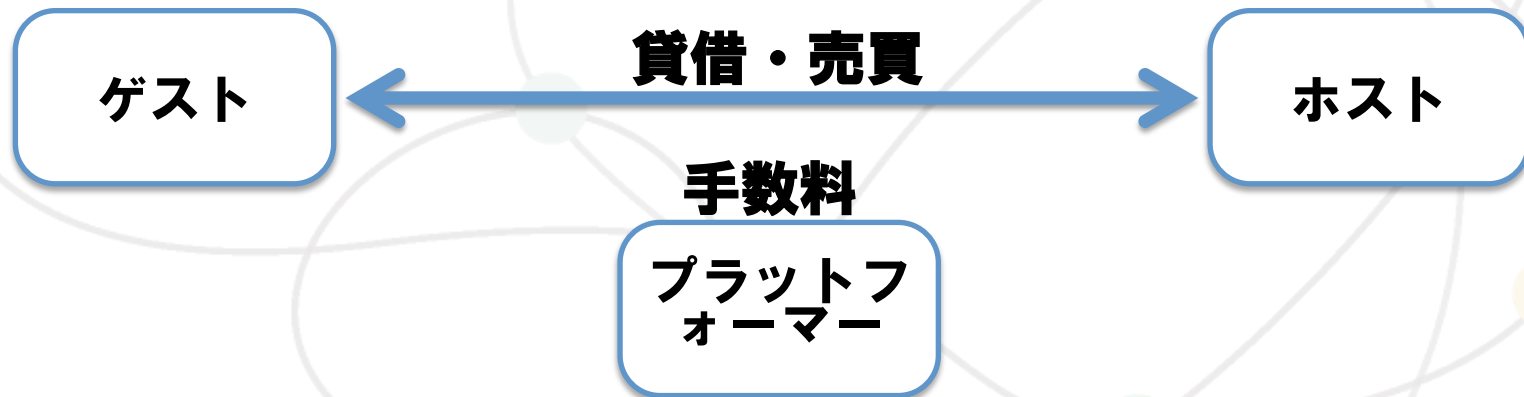 ゲスト
貸借・売買
ホスト
手数料
プラットフ
ォーマー